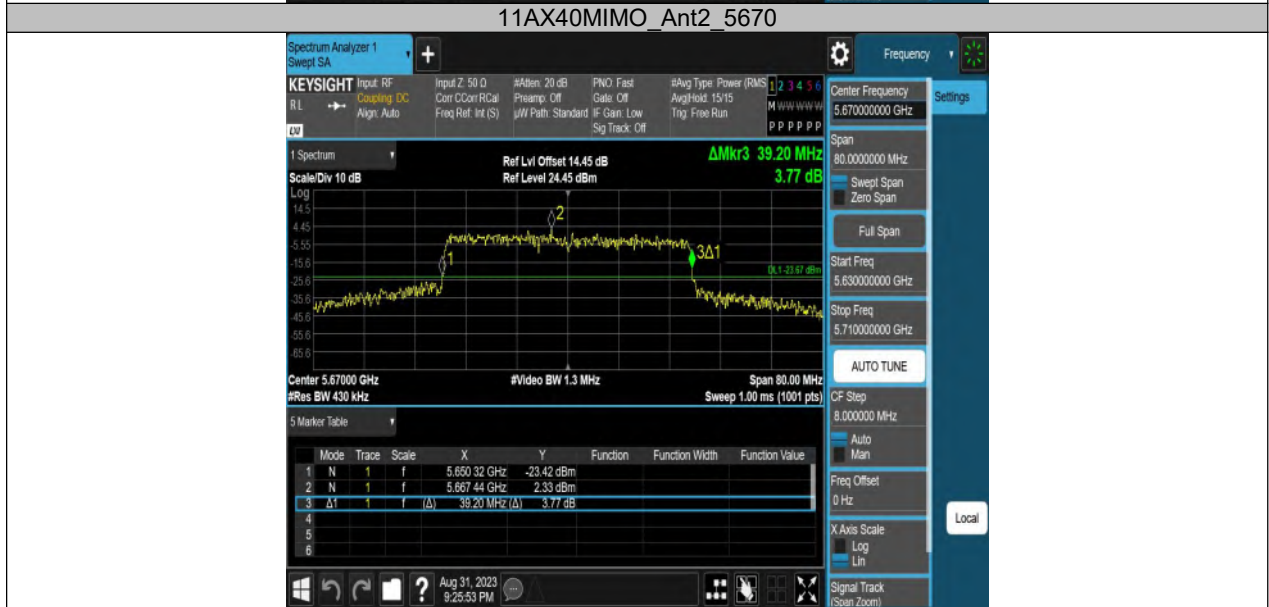 11AX40MIMO_Ant2_5670
Spectrum Analyzer 1
Swept SA
+
Frequency
KEYSIGHT
RL
LXI
Input: RF
Coupling: DC
Align: Auto
Input Z: 50 Ω
Corr CCorr RCal
Freq Ref: Int (S)
#Atten: 20 dB
Preamp: Off
µW Path: Standard
PNO: Fast
Gate: Off
IF Gain: Low
Sig Track: Off
#Avg Type: Power (RMS
Avg|Hold: 15/15
Trig: Free Run
1 2 3 4 5 6
M W W W W W
P P P P P P
1 Spectrum
Scale/Div 10 dB
Ref Lvl Offset 14.45 dB
Ref Level 24.45 dBm
ΔMkr3 39.20 MHz
3.77 dB
Log
14.5
4.45
-5.55
-15.6
-25.6
-35.6
-45.6
-55.6
-65.6
2
1
3Δ1
DL1 -23.67 dBm
Center 5.67000 GHz
#Video BW 1.3 MHz
Span 80.00 MHz
#Res BW 430 kHz
Sweep 1.00 ms (1001 pts)
5 Marker Table
Mode Trace Scale X Y Function Function Width Function Value
1 N 1 f 5.650 32 GHz -23.42 dBm
2 N 1 f 5.667 44 GHz 2.33 dBm
3 Δ1 1 f (Δ) 39.20 MHz (Δ) 3.77 dB
4
5
6
?
Aug 31, 2023
9:25:53 PM
Center Frequency
5.670000000 GHz
Settings
Span
80.0000000 MHz
Swept Span
Zero Span
Full Span
Start Freq
5.630000000 GHz
Stop Freq
5.710000000 GHz
AUTO TUNE
CF Step
8.000000 MHz
Auto
Man
Freq Offset
0 Hz
X Axis Scale
Log
Lin
Local
Signal Track
(Span Zoom)